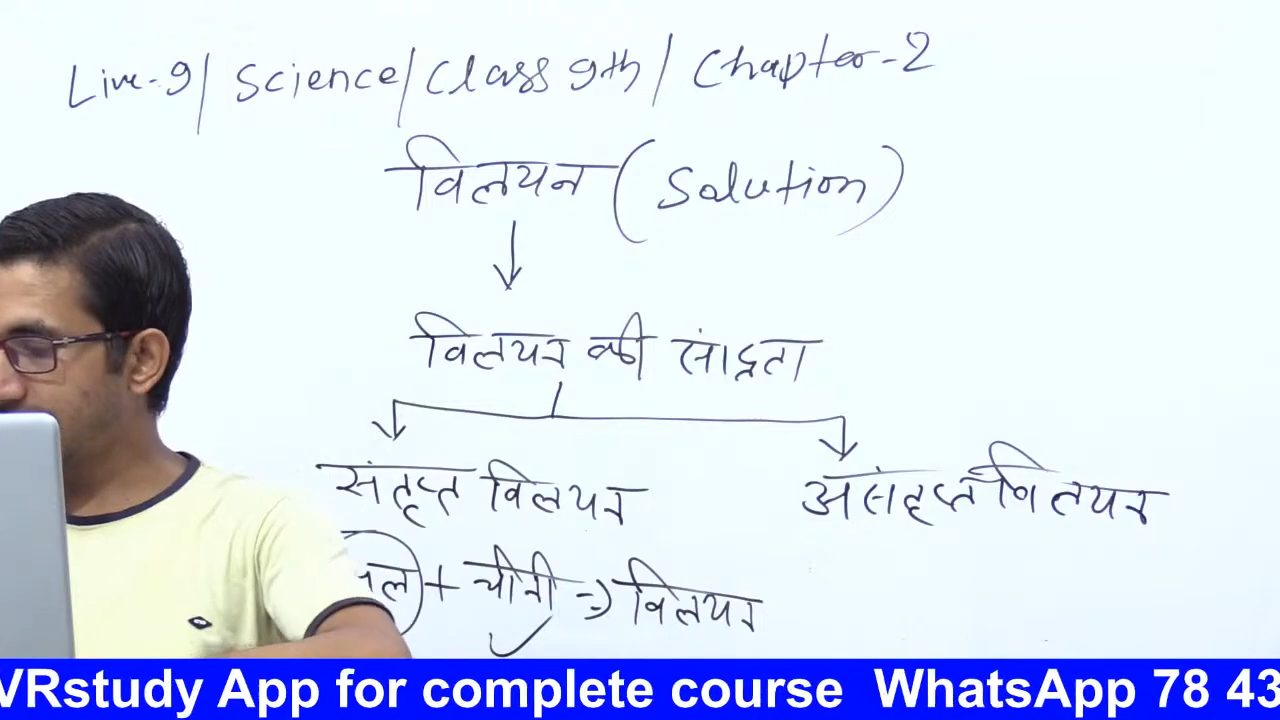 Live-9/ Science/ Class 9th/ Chapter-2
विलयन (Solution)
विलयन की सांद्रता
संतृप्त विलयन असंतृप्त विलयन
+ चीनी => विलयन
VRstudy App for complete course WhatsApp 78 43